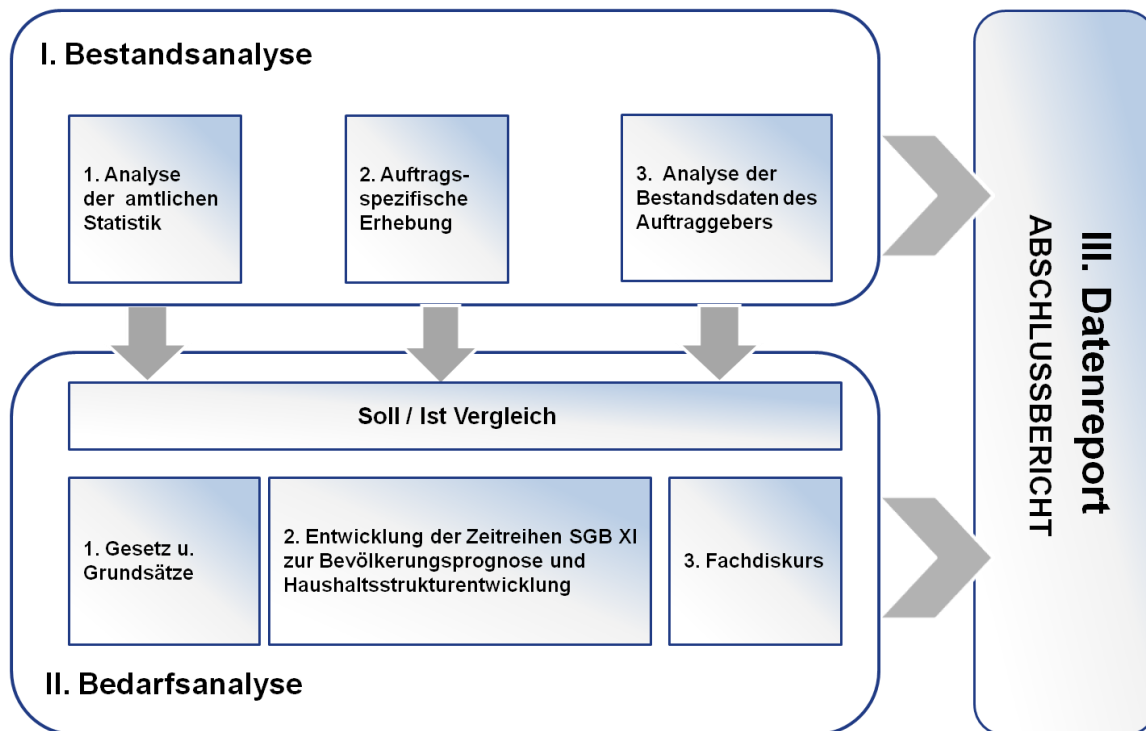 I. Bestandsanalyse
1. Analyse
der amtlichen
Statistik
2. Auftrags-
spezifische
Erhebung
3. Analyse der
Bestandsdaten des
Auftraggebers
Soll / Ist Vergleich
1. Gesetz u.
Grundsätze
2. Entwicklung der Zeitreihen SGB XI
zur Bevölkerungsprognose und
Haushaltsstrukturentwicklung
3. Fachdiskurs
II. Bedarfsanalyse
III. Datenreport
ABSCHLUSSBERICHT